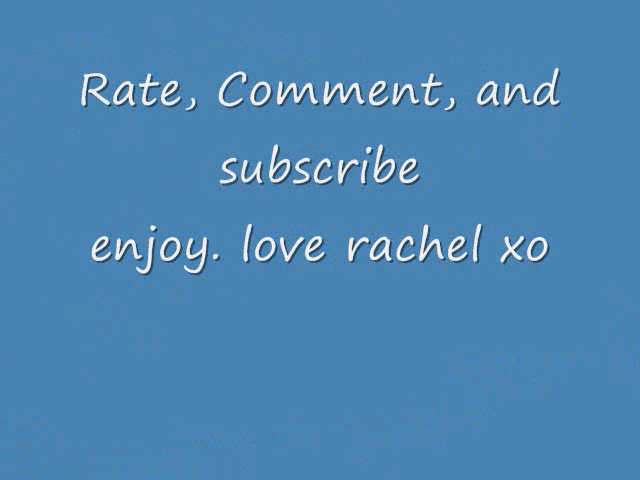 Rate, Comment, and
subscribe
enjoy. love rachel xo